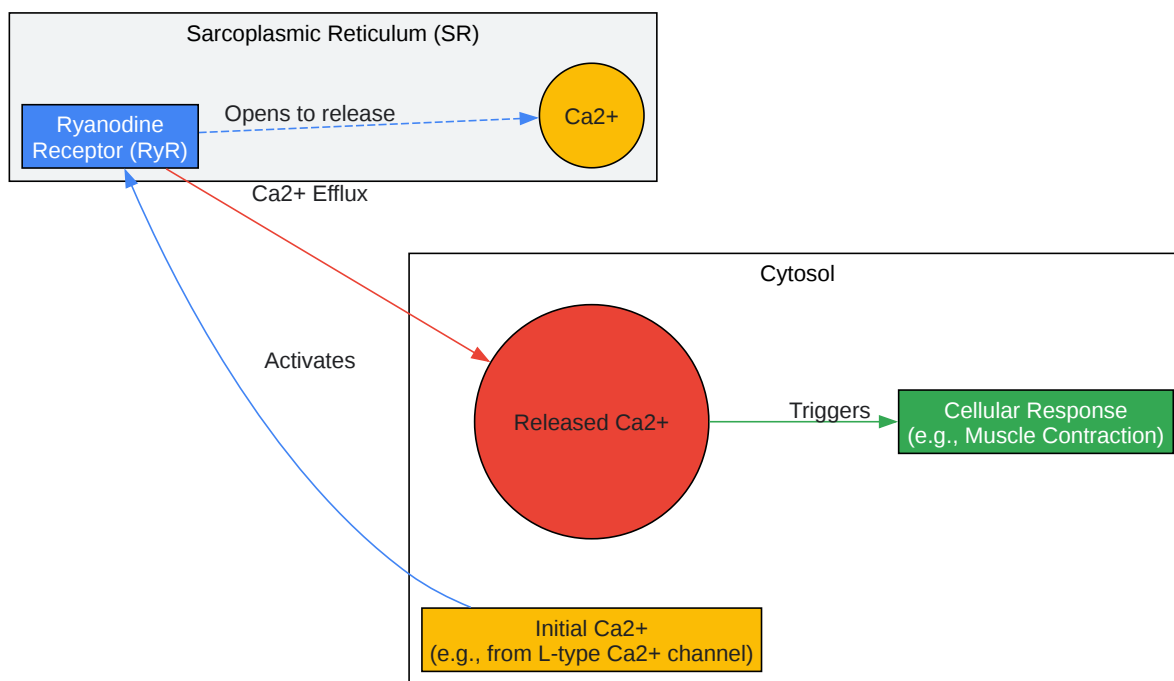 Sarcoplasmic Reticulum (SR)
Opens to release
Ca2+
Ryanodine
Receptor (RyR)
Ca2+ Efflux
Cytosol
Activates
Released Ca2+
Triggers
Cellular Response
(e.g., Muscle Contraction)
Initial Ca2+
(e.g., from L-type Ca2+ channel)